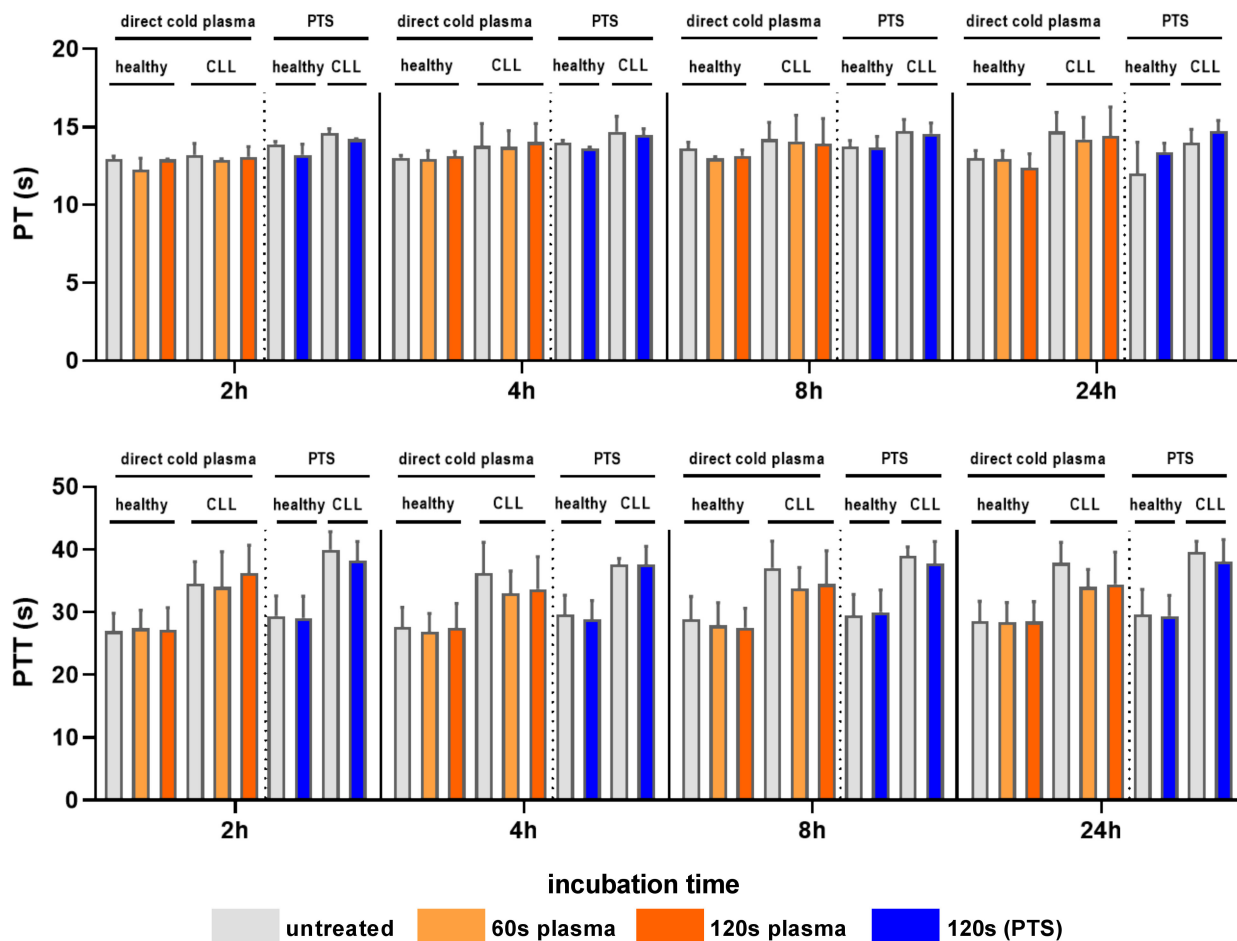 direct cold plasma PTS direct cold plasma PTS direct cold plasma PTS direct cold plasma PTS
healthy CLL healthy CLL healthy CLL healthy CLL healthy CLL healthy CLL healthy CLL healthy CLL
PT (s)
20
15
10
5
0
2h 4h 8h 24h
direct cold plasma PTS direct cold plasma PTS direct cold plasma PTS direct cold plasma PTS
healthy CLL healthy CLL healthy CLL healthy CLL healthy CLL healthy CLL healthy CLL healthy CLL
PTT (s)
50
40
30
20
10
0
2h 4h 8h 24h
incubation time
untreated 60s plasma 120s plasma 120s (PTS)